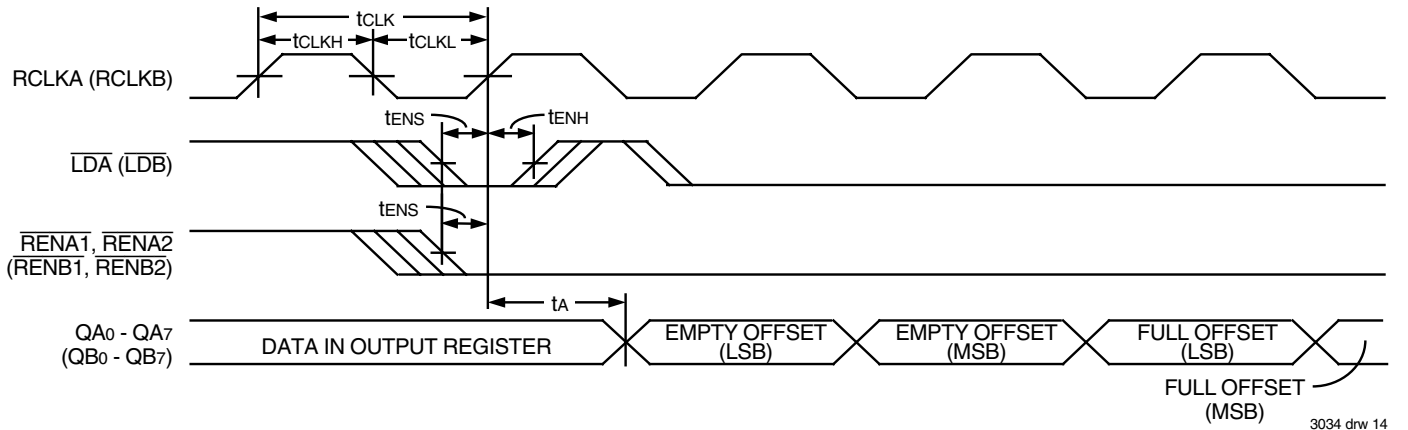 tCLK
tCLKH
tCLKL
RCLKA (RCLKB)
tENS
tENH
LDA (LDB)
tENS
RENA1, RENA2
(RENB1, RENB2)
tA
QA0 - QA7
(QB0 - QB7)
DATA IN OUTPUT REGISTER
EMPTY OFFSET
(LSB)
EMPTY OFFSET
(MSB)
FULL OFFSET
(LSB)
FULL OFFSET
(MSB)
3034 drw 14